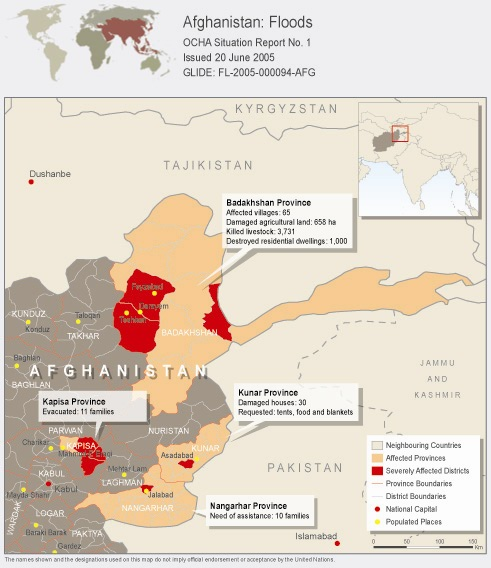 Afghanistan: Floods
OCHA Situation Report No. 1
Issued 20 June 2005
GLIDE: FL-2005-000094-AFG
KYRGYZSTAN
TAJIKISTAN
Dushanbe
Badakhshan Province
Affected villages: 65
Damaged agricultural land: 658 ha
Killed livestock: 3,731
Destroyed residential dwellings: 1,000
Fayzabad
Darayem
Teshkan
BADAKHSHAN
KUNDUZ
Kunduz
Taloqan
TAKHAR
Baghlan
AFGHANISTAN
BAGHLAN
JAMMU
AND
KASHMIR
Kapisa Province
Evacuated: 11 families
Kunar Province
Damaged houses: 30
Requested: tents, food and blankets
NURISTAN
PARWAN
Charikar
KAPISA
KUNAR
Asadabad
PAKISTAN
KABUL
Mehtar Lam
LAGHMAN
Mayda Shahr
Kabul
Jalabad
NANGARHAR
Nangarhar Province
Need of assistance: 10 families
WARDAK
LOGAR
Baraki Barak
PAKTYA
Gardez
Islamabad
Neighbouring Countries
Affected Provinces
Severely Affected Districts
Province Boundaries
District Boundaries
National Capital
Populated Places
Km
0 50 100 150
The names shown and the designations used on this map do not imply official endorsement or acceptance by the United Nations.